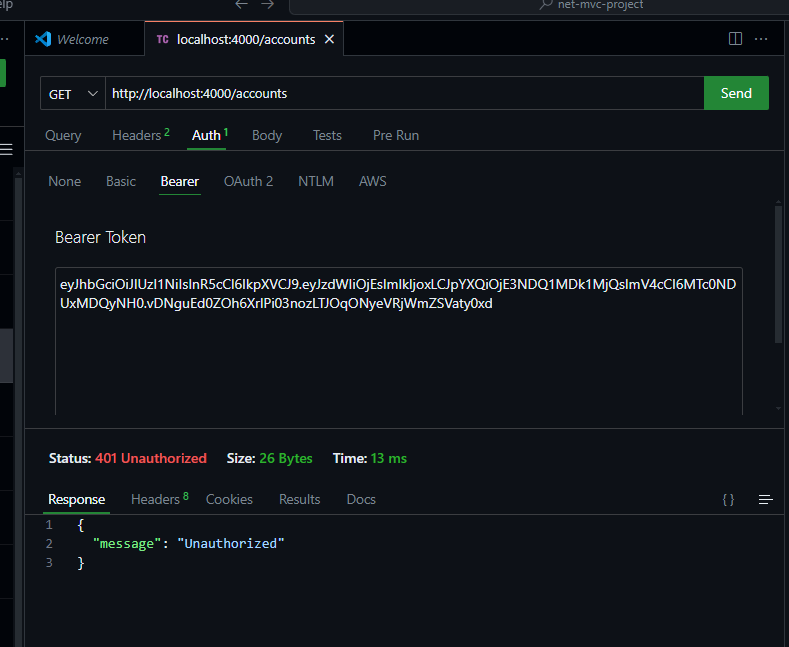 elp
net-mvc-project
Welcome
TC localhost:4000/accounts
GET http://localhost:4000/accounts Send
Query Headers 2 Auth 1 Body Tests Pre Run
None Basic Bearer OAuth 2 NTLM AWS
Bearer Token
eyJhbGciOiJIUzI1NiIsInR5cCI6IkpXVCJ9.eyJzdWIiOjEsImlkIjoxLCJpYXQiOjE3NDQ1MDk1MjQsImV4cCI6MTc0ND
UxMDQyNH0.vDNguEd0ZOh6XrlPi03nozLTJOqONyeVRjWmZSVaty0xd
Status: 401 Unauthorized Size: 26 Bytes Time: 13 ms
Response Headers 8 Cookies Results Docs { }
1 {
2 "message": "Unauthorized"
3 }